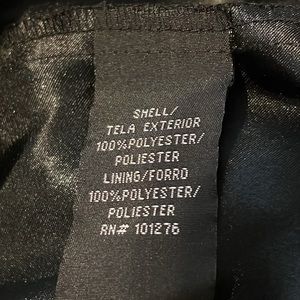 SHELL/
TELA EXTERIOR
100%POLYESTER/
POLIESTER
LINING/FORRO
100%POLYESTER/
POLIESTER
RN# 101276